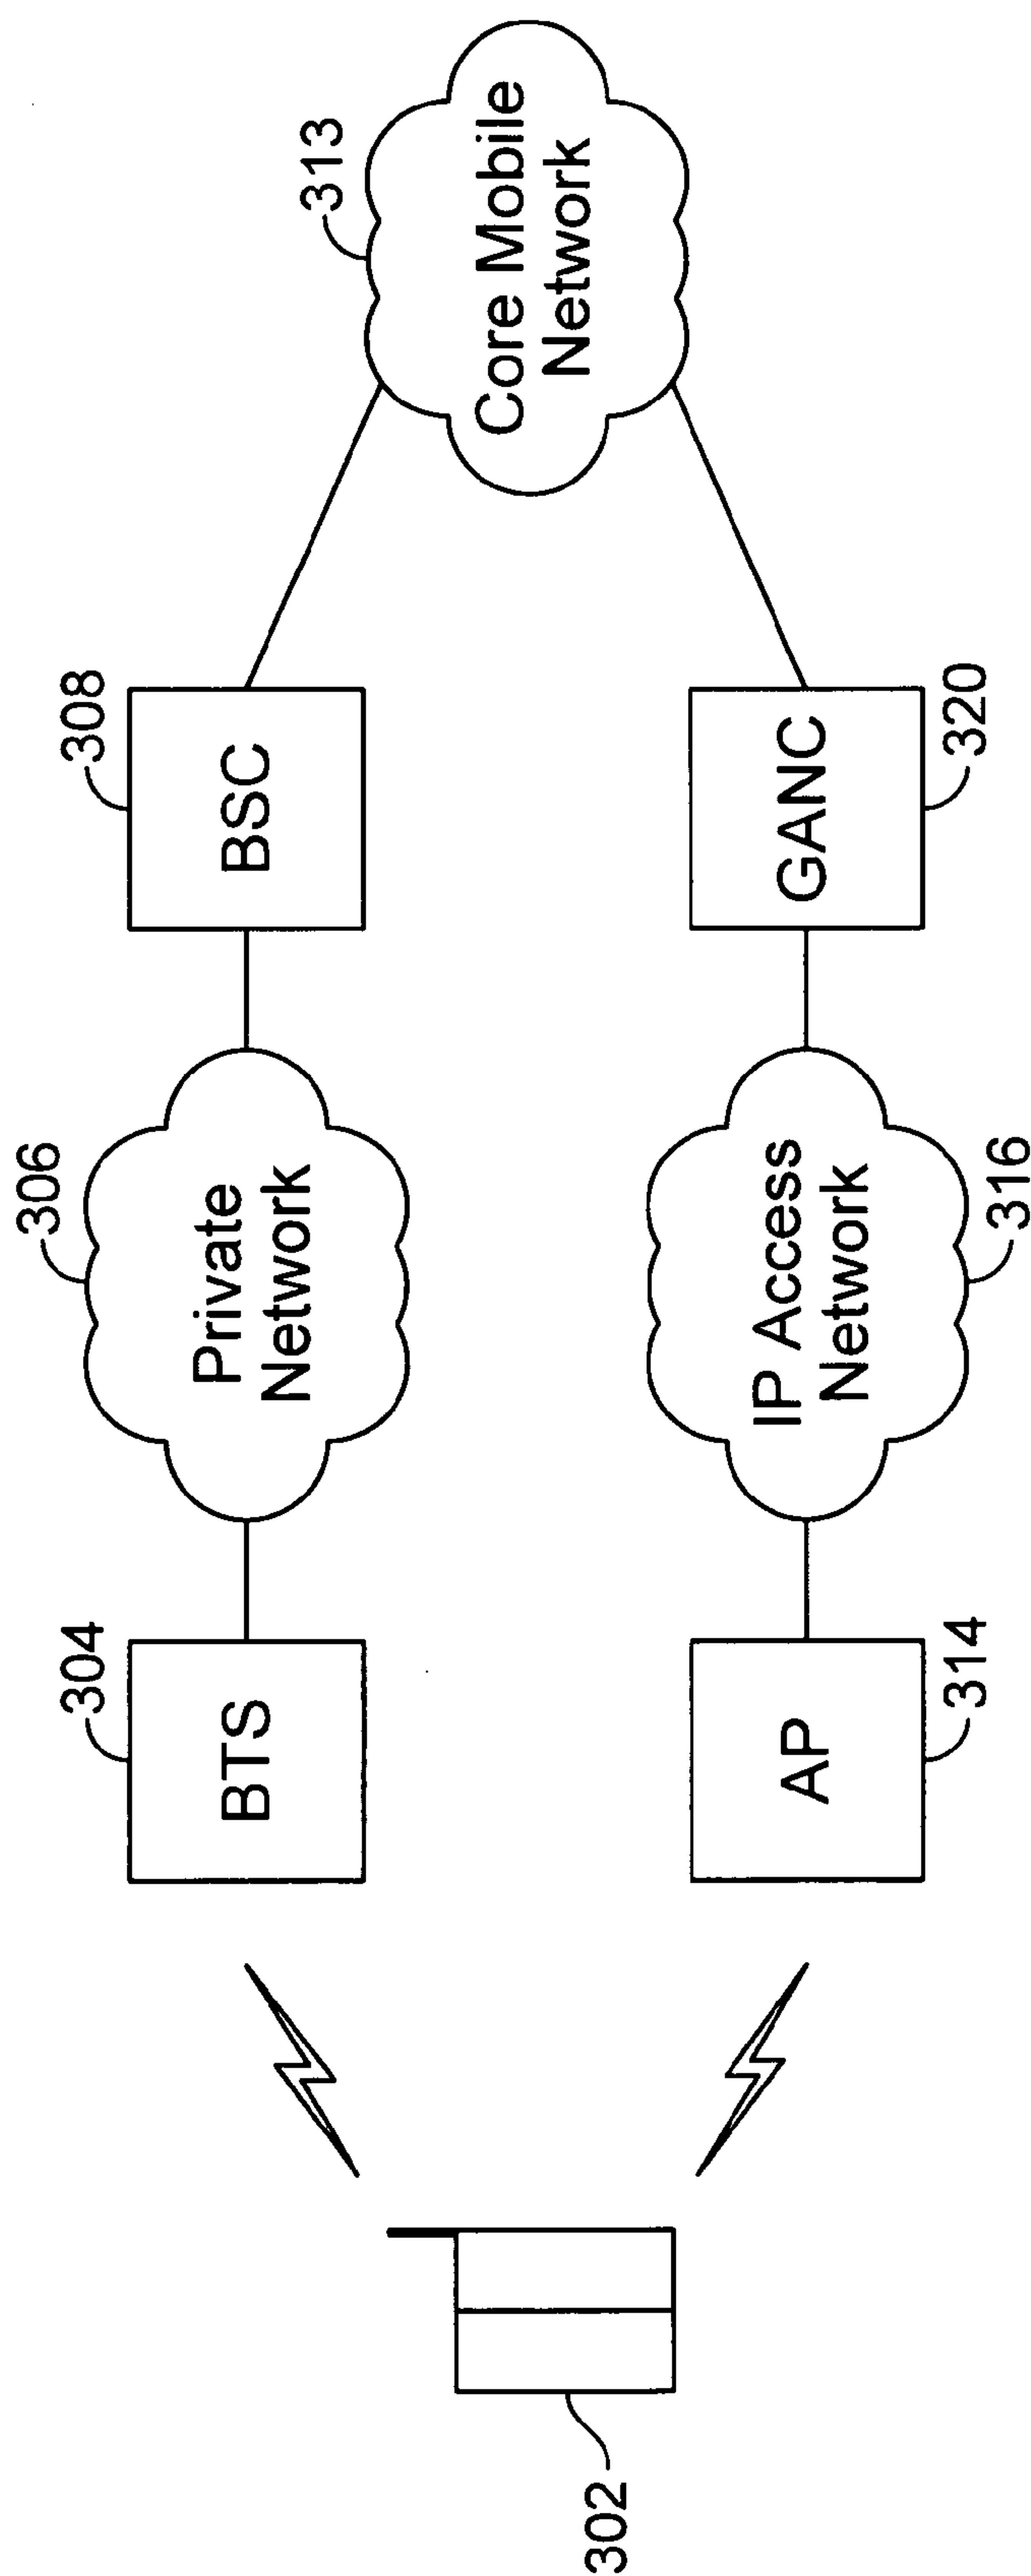 313
Core Mobile
Network
308
BSC
GANC
320
306
Private
Network
IP Access
Network
316
304
BTS
AP
314
302